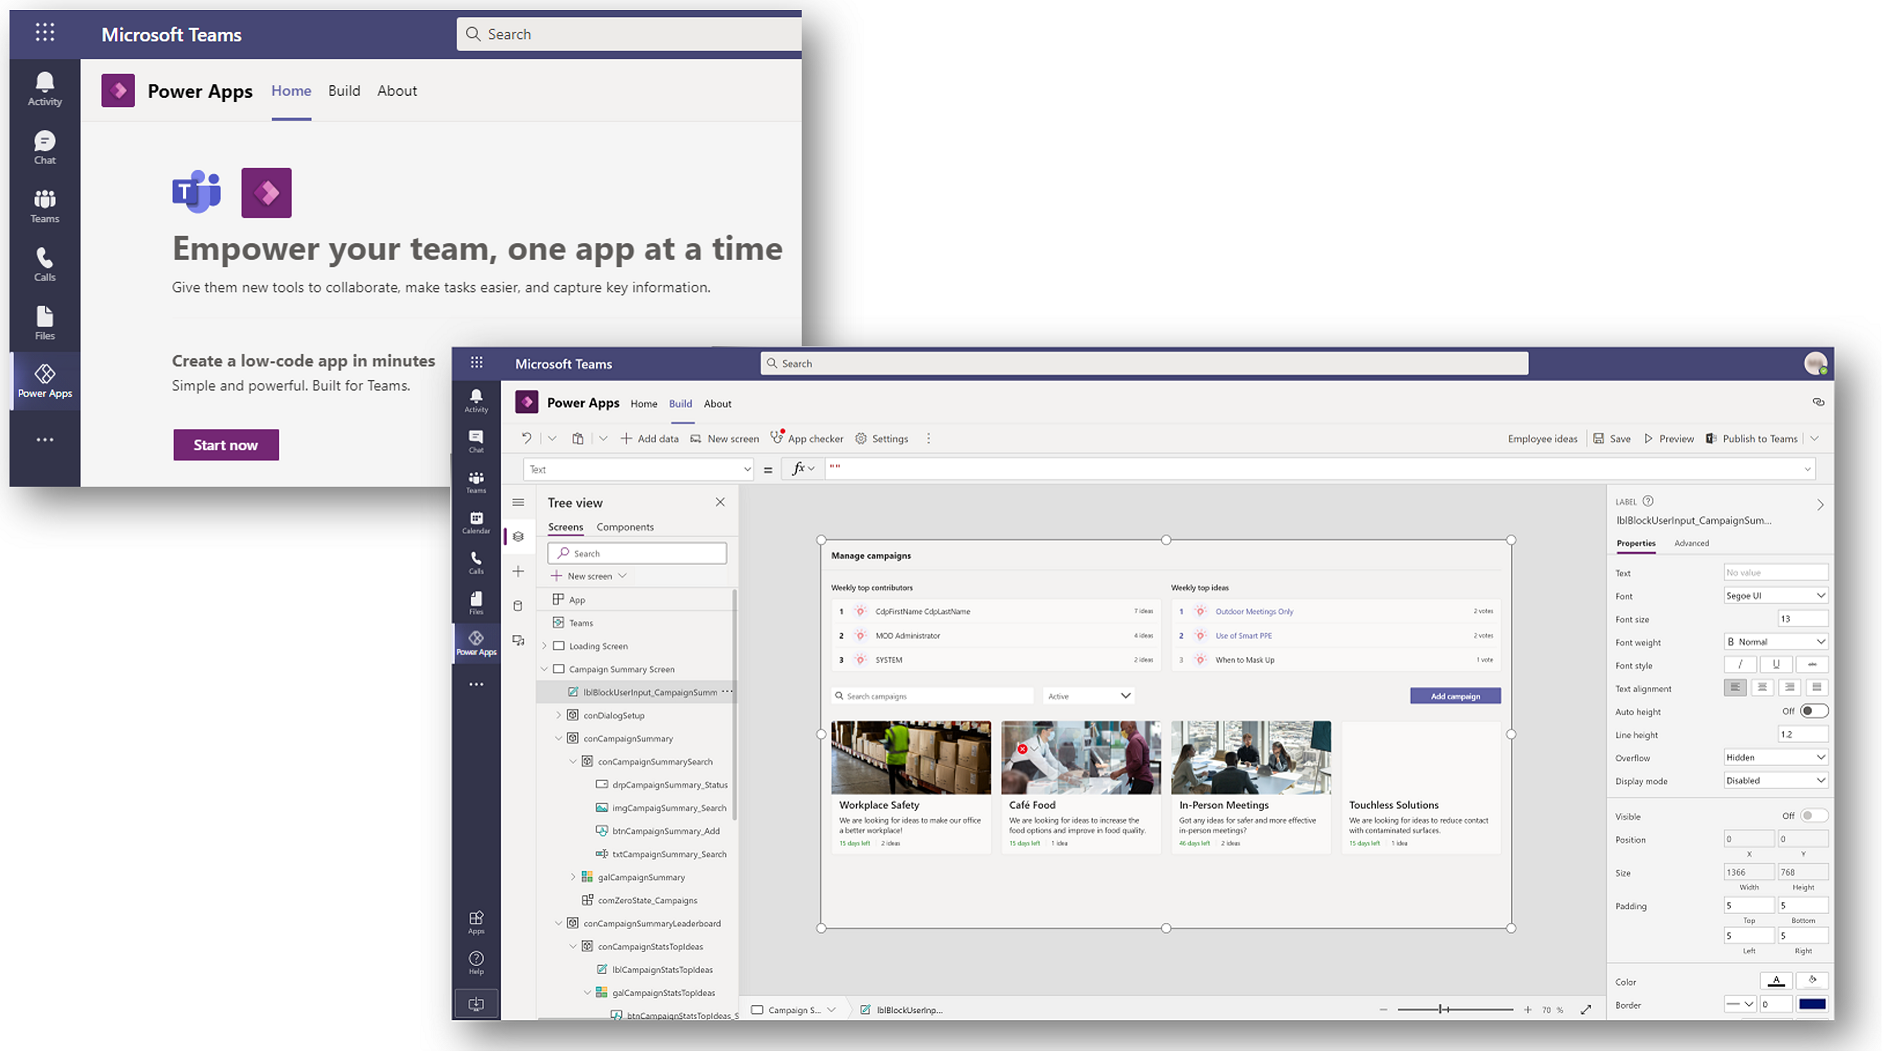 Microsoft Teams
Search
Activity
Chat
Teams
Calls
Files
Power Apps
Power Apps Home Build About
Empower your team, one app at a time
Give them new tools to collaborate, make tasks easier, and capture key information.
Create a low-code app in minutes
Simple and powerful. Built for Teams.
Start now
Microsoft Teams
Search
Activity
Chat
Teams
Calendar
Calls
Files
Power Apps
Apps
Help
Power Apps Home Build About
Add data New screen App checker Settings
Employee ideas Save Preview Publish to Teams
Text = fx ""
Tree view
Screens Components
Search
New screen
App
Teams
Loading Screen
Campaign Summary Screen
lblBlockUserInput_CampaignSumm ...
conDialogSetup
conCampaignSummary
conCampaignSummarySearch
drpCampaignSummary_Status
imgCampaigSummary_Search
btnCampaignSummary_Add
txtCampaignSummary_Search
galCampaignSummary
comZeroState_Campaigns
conCampaignSummaryLeaderboard
conCampaignStatsTopIdeas
lblCampaignStatsTopIdeas
galCampaignStatsTopIdeas
btnCampaignStatsTopIdeas_S
Manage campaigns
Weekly top contributors
1 CdpFirstName CdpLastName 7 ideas
2 MOD Administrator 4 ideas
3 SYSTEM 2 ideas
Weekly top ideas
1 Outdoor Meetings Only 2 votes
2 Use of Smart PPE 2 votes
3 When to Mask Up 1 vote
Search campaigns
Active
Add campaign
Workplace Safety
We are looking for ideas to make our office
a better workplace!
15 days left 2 ideas
Café Food
We are looking for ideas to increase the
food options and improve in food quality.
15 days left 1 idea
In-Person Meetings
Got any ideas for safer and more effective
in-person meetings?
46 days left 2 ideas
Touchless Solutions
We are looking for ideas to reduce contact
with contaminated surfaces.
15 days left 1 idea
Campaign S... lblBlockUserInp...
70 %
LABEL
lblBlockUserInput_CampaignSum...
Properties Advanced
Text No value
Font Segoe UI
Font size 13
Font weight B Normal
Font style / U abc
Text alignment
Auto height Off
Line height 1.2
Overflow Hidden
Display mode Disabled
Visible Off
Position 0 0
X Y
Size 1366 768
Width Height
Padding 5 5
Top Bottom
5 5
Left Right
Color A
Border 0